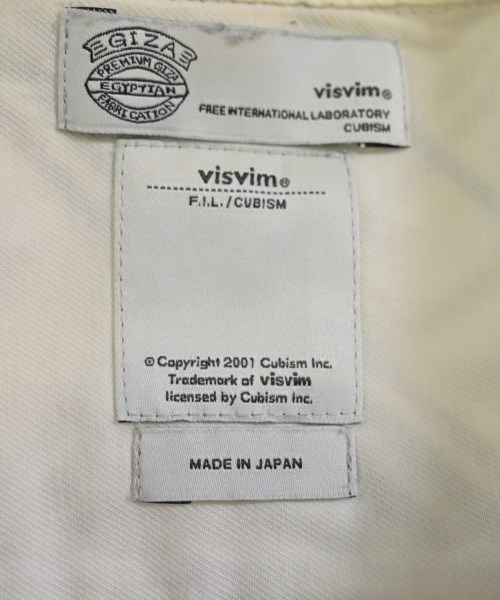 GIZA
PREMIUM GIZA
EGYPTIAN
FABRICATION
visvim®
FREE INTERNATIONAL LABORATORY
CUBISM
visvim®
F.I.L./CUBISM
© Copyright 2001 Cubism Inc.
Trademark of visvim
licensed by Cubism Inc.
MADE IN JAPAN